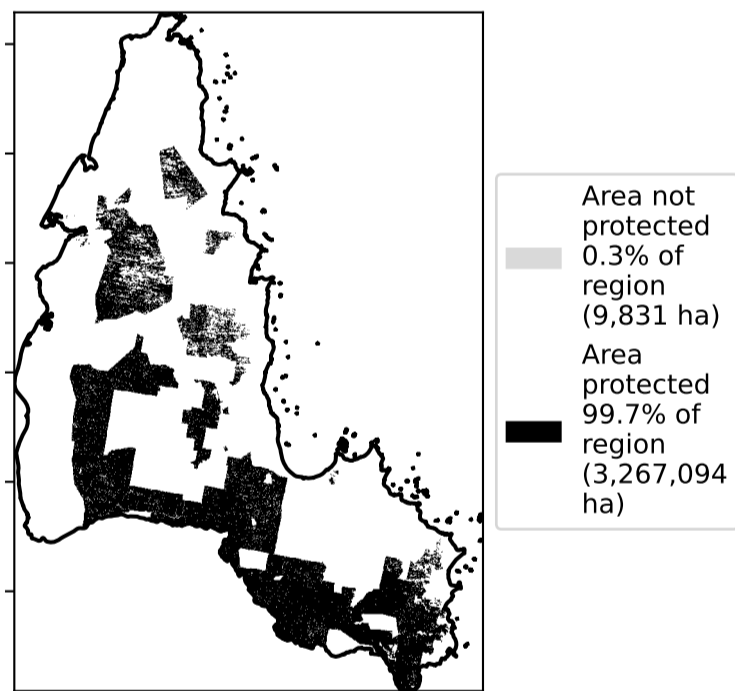 Area not
protected
0.3% of
region
(9,831 ha)
Area
protected
99.7% of
region
(3,267,094
ha)